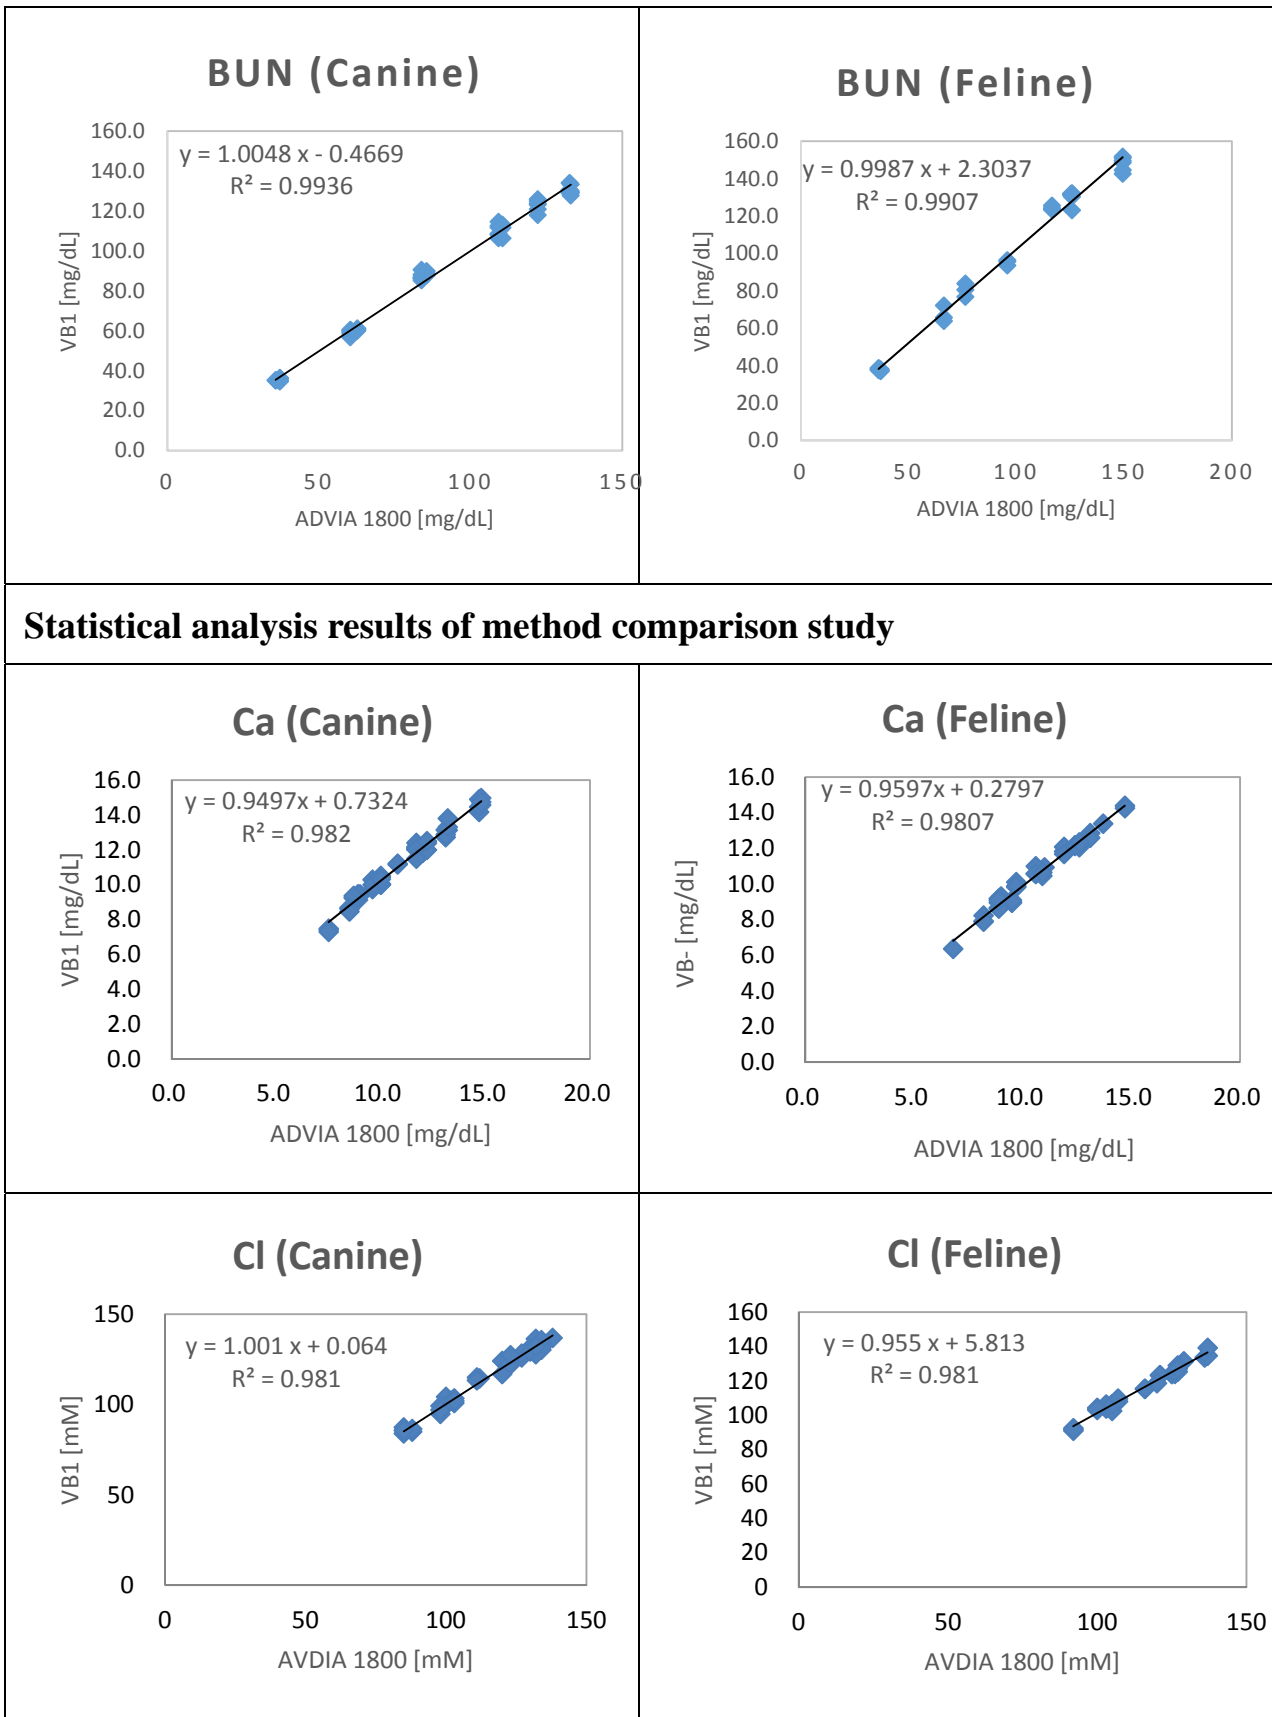 BUN (Canine)
160.0
140.0
120.0
100.0
80.0
60.0
40.0
20.0
0.0
VB1 [mg/dL]
y = 1.0048 x - 0.4669
R² = 0.9936
0 50 100 150
ADVIA 1800 [mg/dL]
BUN (Feline)
160.0
140.0
120.0
100.0
80.0
60.0
40.0
20.0
0.0
VB1 [mg/dL]
y = 0.9987 x + 2.3037
R² = 0.9907
0 50 100 150 200
ADVIA 1800 [mg/dL]
Statistical analysis results of method comparison study
Ca (Canine)
16.0
14.0
12.0
10.0
8.0
6.0
4.0
2.0
0.0
VB1 [mg/dL]
y = 0.9497x + 0.7324
R² = 0.982
0.0 5.0 10.0 15.0 20.0
ADVIA 1800 [mg/dL]
Ca (Feline)
16.0
14.0
12.0
10.0
8.0
6.0
4.0
2.0
0.0
VB- [mg/dL]
y = 0.9597x + 0.2797
R² = 0.9807
0.0 5.0 10.0 15.0 20.0
ADVIA 1800 [mg/dL]
Cl (Canine)
150
100
50
0
VB1 [mM]
y = 1.001 x + 0.064
R² = 0.981
0 50 100 150
AVDIA 1800 [mM]
Cl (Feline)
160
140
120
100
80
60
40
20
0
VB1 [mM]
y = 0.955 x + 5.813
R² = 0.981
0 50 100 150
AVDIA 1800 [mM]